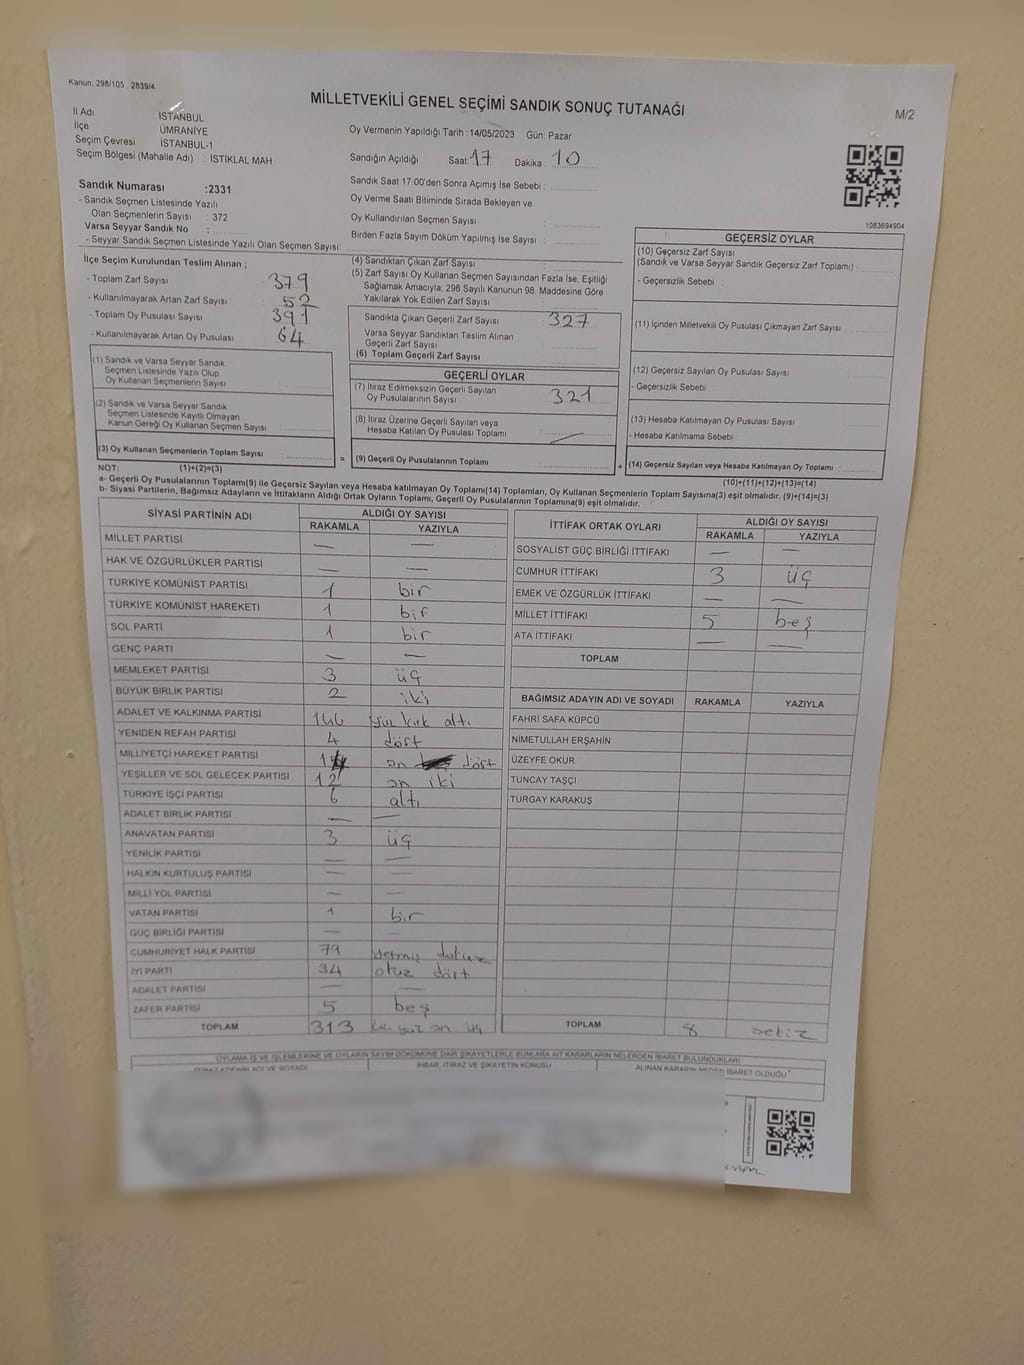 Kanun; 298/105 ; 2839/4
MİLLETVEKİLİ GENEL SEÇİMİ SANDIK SONUÇ TUTANAĞI
M/2
İl Adı : İSTANBUL
İlçe : ÜMRANİYE
Seçim Çevresi : İSTANBUL-1
Seçim Bölgesi (Mahalle Adı) : İSTİKLAL MAH
Oy Vermenin Yapıldığı Tarih :14/05/2023 Gün: Pazar
Sandığın Açıldığı Saat: 17 Dakika : 10
Sandık Saat 17:00'den Sonra Açımış İse Sebebi :
Oy Verme Saati Bitiminde Sırada Bekleyen ve
Oy Kullandırılan Seçmen Sayısı :
Birden Fazla Sayım Döküm Yapılmış İse Sayısı :
1083694904
Sandık Numarası :2331
- Sandık Seçmen Listesinde Yazılı
Olan Seçmenlerin Sayısı : 372
Varsa Seyyar Sandık No :
- Seyyar Sandık Seçmen Listesinde Yazılı Olan Seçmen Sayısı:
İlçe Seçim Kurulundan Teslim Alınan ;
- Toplam Zarf Sayısı : 379
- Kullanılmayarak Artan Zarf Sayısı : 52
- Toplam Oy Pusulası Sayısı : 391
- Kullanılmayarak Artan Oy Pusulası : 64
(1) Sandık ve Varsa Seyyar Sandık
Seçmen Listesinde Yazılı Olup
Oy Kullanan Seçmenlerin Sayısı :
(2) Sandık ve Varsa Seyyar Sandık
Seçmen Listesinde Kayıtlı Olmayan
Kanun Gereği Oy Kullanan Seçmen Sayısı :
(3) Oy Kullanan Seçmenlerin Toplam Sayısı :
(4) Sandıktan Çıkan Zarf Sayısı :
(5) Zarf Sayısı Oy Kullanan Seçmen Sayısından Fazla İse, Eşitliği
Sağlamak Amacıyla; 298 Sayılı Kanunun 98. Maddesine Göre
Yakılarak Yok Edilen Zarf Sayısı :
Sandıkta Çıkan Geçerli Zarf Sayısı : 327
Varsa Seyyar Sandıktan Teslim Alınan
Geçerli Zarf Sayısı :
(6) Toplam Geçerli Zarf Sayısı :
GEÇERLİ OYLAR
(7) İtiraz Edilmeksizin Geçerli Sayılan
Oy Pusulalarının Sayısı : 321
(8) İtiraz Üzerine Geçerli Sayılan veya
Hesaba Katılan Oy Pusulası Toplamı : —
= (9) Geçerli Oy Pusulalarının Toplamı :
GEÇERSİZ OYLAR
(10) Geçersiz Zarf Sayısı
(Sandık ve Varsa Seyyar Sandık Geçersiz Zarf Toplamı) :
- Geçersizlik Sebebi :
(11) İçinden Milletvekili Oy Pusulası Çıkmayan Zarf Sayısı :
(12) Geçersiz Sayılan Oy Pusulası Sayısı :
- Geçersizlik Sebebi :
(13) Hesaba Katılmayan Oy Pusulası Sayısı :
- Hesaba Katılmama Sebebi :
+ (14) Geçersiz Sayılan veya Hesaba Katılmayan Oy Toplamı :
NOT: (1)+(2)=(3)
(10)+(11)+(12)+(13)=(14)
a- Geçerli Oy Pusulalarının Toplamı(9) ile Geçersiz Sayılan veya Hesaba katılmayan Oy Toplamı(14) Toplamları, Oy Kullanan Seçmenlerin Toplam Sayısına(3) eşit olmalıdır. (9)+(14)=(3)
b- Siyasi Partilerin, Bağımsız Adayların ve İttifakların Aldığı Ortak Oyların Toplamı, Geçerli Oy Pusulalarının Toplamına(9) eşit olmalıdır.
SİYASİ PARTİNİN ADI ALDIĞI OY SAYISI
RAKAMLA YAZIYLA
MİLLET PARTİSİ — —
HAK VE ÖZGÜRLÜKLER PARTİSİ — —
TÜRKİYE KOMÜNİST PARTİSİ 1 bir
TÜRKİYE KOMÜNİST HAREKETİ 1 bir
SOL PARTİ 1 bir
GENÇ PARTİ — —
MEMLEKET PARTİSİ 3 üç
BÜYÜK BİRLİK PARTİSİ 2 iki
ADALET VE KALKINMA PARTİSİ 146 yüz kırk altı
YENİDEN REFAH PARTİSİ 4 dört
MİLLİYETÇİ HAREKET PARTİSİ 14 on dört
YEŞİLLER VE SOL GELECEK PARTİSİ 12 on iki
TÜRKİYE İŞÇİ PARTİSİ 6 altı
ADALET BİRLİK PARTİSİ — —
ANAVATAN PARTİSİ 3 üç
YENİLİK PARTİSİ — —
HALKIN KURTULUŞ PARTİSİ — —
MİLLİ YOL PARTİSİ — —
VATAN PARTİSİ 1 bir
GÜÇ BİRLİĞİ PARTİSİ — —
CUMHURİYET HALK PARTİSİ 79 yetmiş dokuz
İYİ PARTİ 34 otuz dört
ADALET PARTİSİ — —
ZAFER PARTİSİ 5 beş
TOPLAM 313 yüz on üç
İTTİFAK ORTAK OYLARI ALDIĞI OY SAYISI
RAKAMLA YAZIYLA
SOSYALİST GÜÇ BİRLİĞİ İTTİFAKI — —
CUMHUR İTTİFAKI 3 üç
EMEK VE ÖZGÜRLÜK İTTİFAKI — —
MİLLET İTTİFAKI 5 beş
ATA İTTİFAKI — —
TOPLAM
BAĞIMSIZ ADAYIN ADI VE SOYADI RAKAMLA YAZIYLA
FAHRİ SAFA KÜPCÜ
NİMETULLAH ERŞAHİN
ÜZEYFE OKUR
TUNCAY TAŞÇI
TURGAY KARAKUŞ
TOPLAM 8 sekiz
OYLAMA İŞ VE İŞLEMLERİNE VE OYLARIN SAYIM DÖKÜMÜNE DAİR ŞİKAYETLERLE BUNLARA AİT KARARLARIN NELERDEN İBARET BULUNDUKLARI
İTİRAZ EDENİN ADI VE SOYADI İHBAR, İTİRAZ VE ŞİKAYETİN KONUSU ALINAN KARARIN NEDEN İBARET OLDUĞU